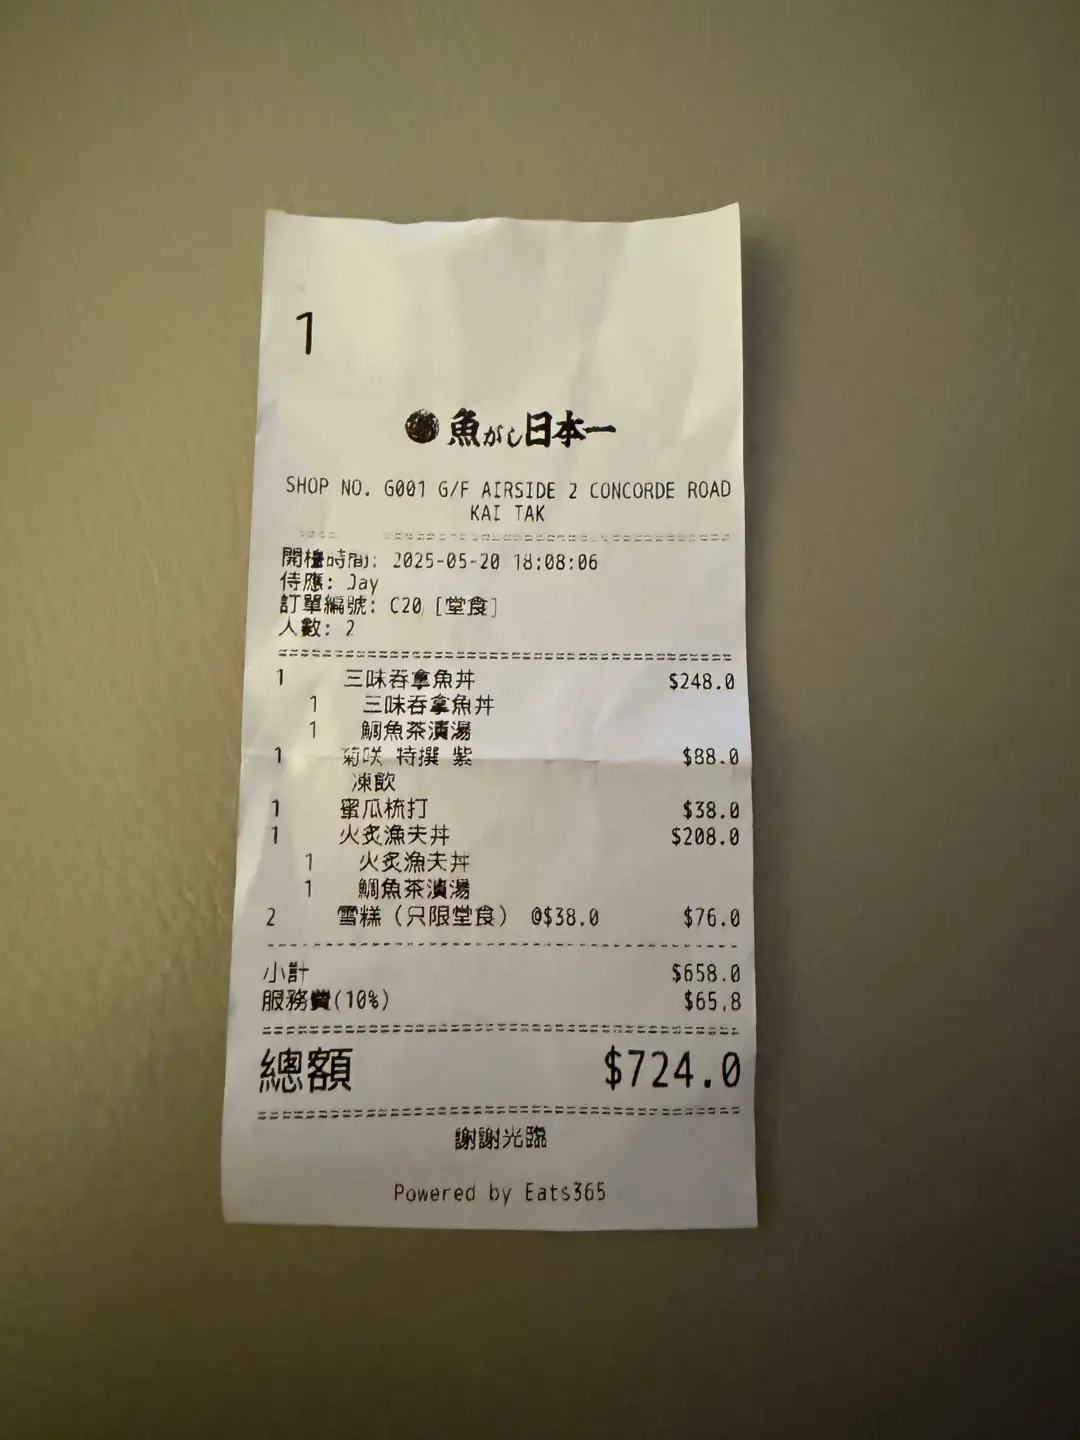 1
魚がし日本一
SHOP NO. G001 G/F AIRSIDE 2 CONCORDE ROAD
KAI TAK
開檯時間: 2025-05-20 18:08:06
侍應: Jay
訂單編號: C20 [堂食]
人數: 2
1 三味吞拿魚丼 $248.0
1 三味吞拿魚丼
1 鯛魚茶漬湯
1 菊咲 特撰 紫 $88.0
凍飲
1 蜜瓜梳打 $38.0
1 火炙漁夫丼 $208.0
1 火炙漁夫丼
1 鯛魚茶漬湯
2 雪糕（只限堂食） @$38.0 $76.0
小計 $658.0
服務費(10%) $65.8
總額 $724.0
謝謝光臨
Powered by Eats365